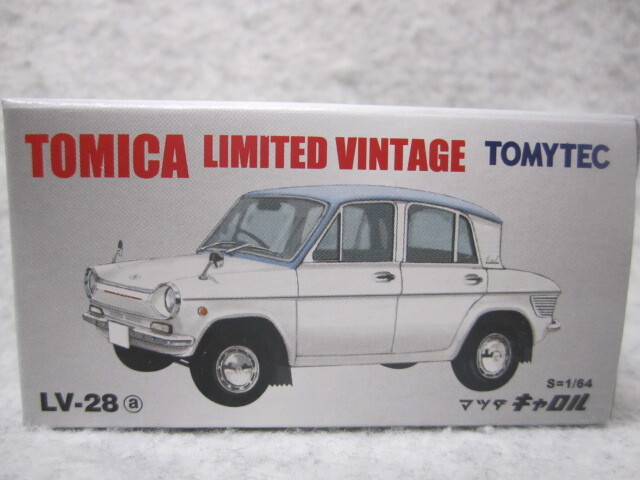 TOMICA LIMITED VINTAGE TOMYTEC
S=1/64
LV-28 ⓐ マツダ キャロル